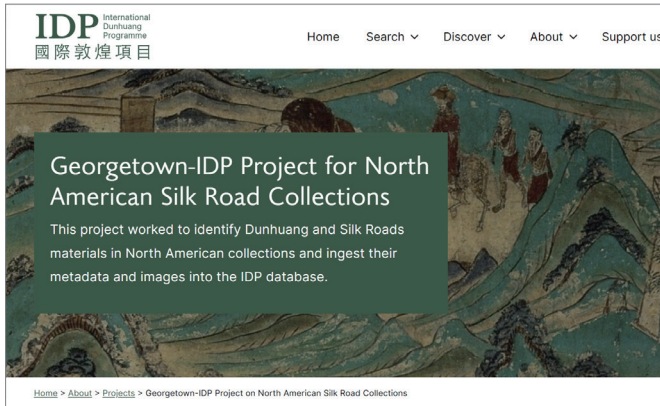 IDP International
Dunhuang
Programme
國際敦煌項目
Home Search Discover About Support us
Georgetown-IDP Project for North
American Silk Road Collections
This project worked to identify Dunhuang and Silk Roads
materials in North American collections and ingest their
metadata and images into the IDP database.
Home > About > Projects > Georgetown-IDP Project on North American Silk Road Collections